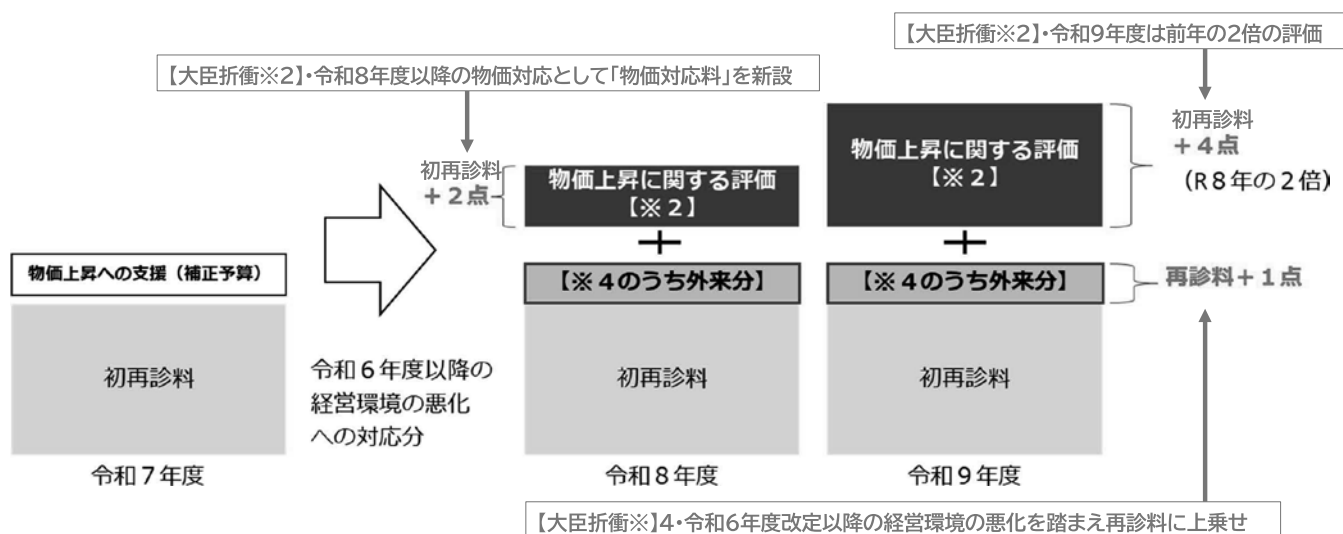 【大臣折衝※2】・令和9年度は前年の2倍の評価
【大臣折衝※2】・令和8年度以降の物価対応として「物価対応料」を新設
初再診料
＋２点
物価上昇に関する評価
【※２】
物価上昇に関する評価
【※２】
初再診料
＋４点
（R８年の２倍）
＋
＋
物価上昇への支援（補正予算）
【※４のうち外来分】
【※４のうち外来分】
再診料＋１点
初再診料
令和６年度以降の
経営環境の悪化
への対応分
初再診料
初再診料
令和７年度
令和８年度
令和９年度
【大臣折衝※】4・令和6年度改定以降の経営環境の悪化を踏まえ再診料に上乗せ